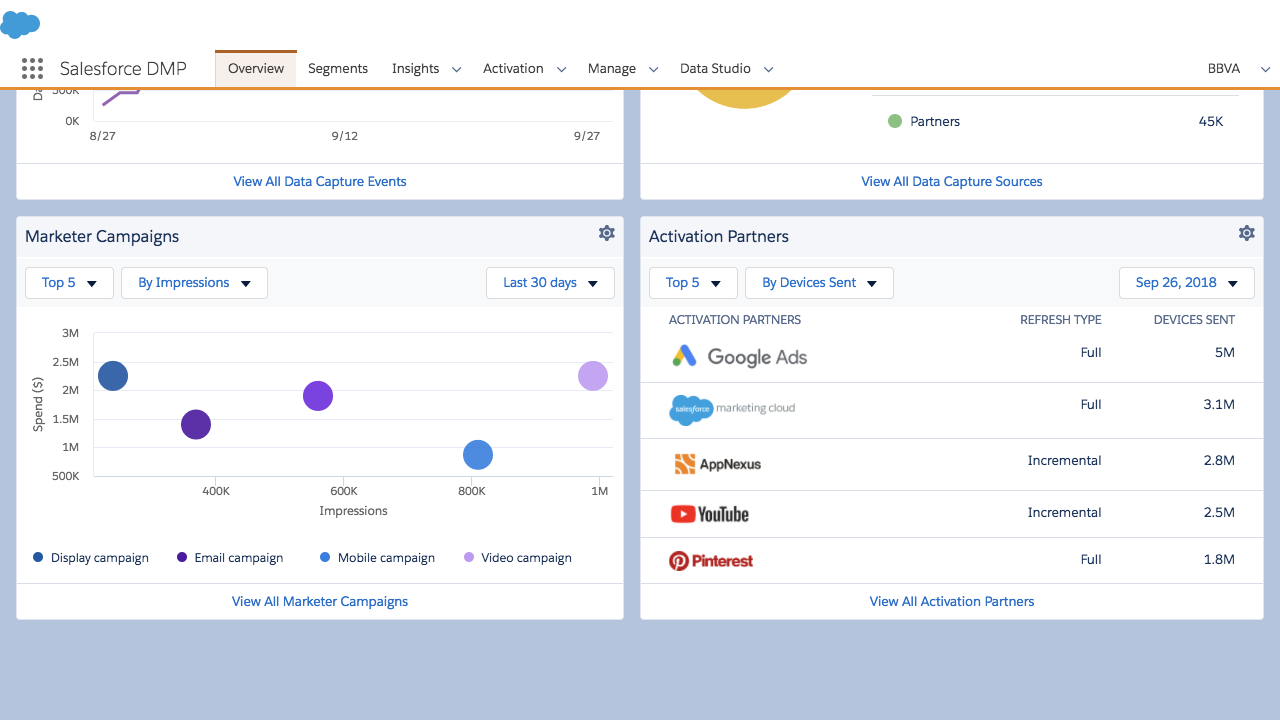 Salesforce DMP
Overview
Segments
Insights
Activation
Manage
Data Studio
BBVA
500K
0K
8/27
9/12
9/27
View All Data Capture Events
Partners
45K
View All Data Capture Sources
Marketer Campaigns
Top 5
By Impressions
Last 30 days
Spend ($)
3M
2.5M
2M
1.5M
1M
500K
400K
600K
800K
1M
Impressions
Display campaign
Email campaign
Mobile campaign
Video campaign
View All Marketer Campaigns
Activation Partners
Top 5
By Devices Sent
Sep 26, 2018
ACTIVATION PARTNERS REFRESH TYPE DEVICES SENT
Google Ads Full 5M
salesforce marketing cloud Full 3.1M
AppNexus Incremental 2.8M
YouTube Incremental 2.5M
Pinterest Full 1.8M
View All Activation Partners